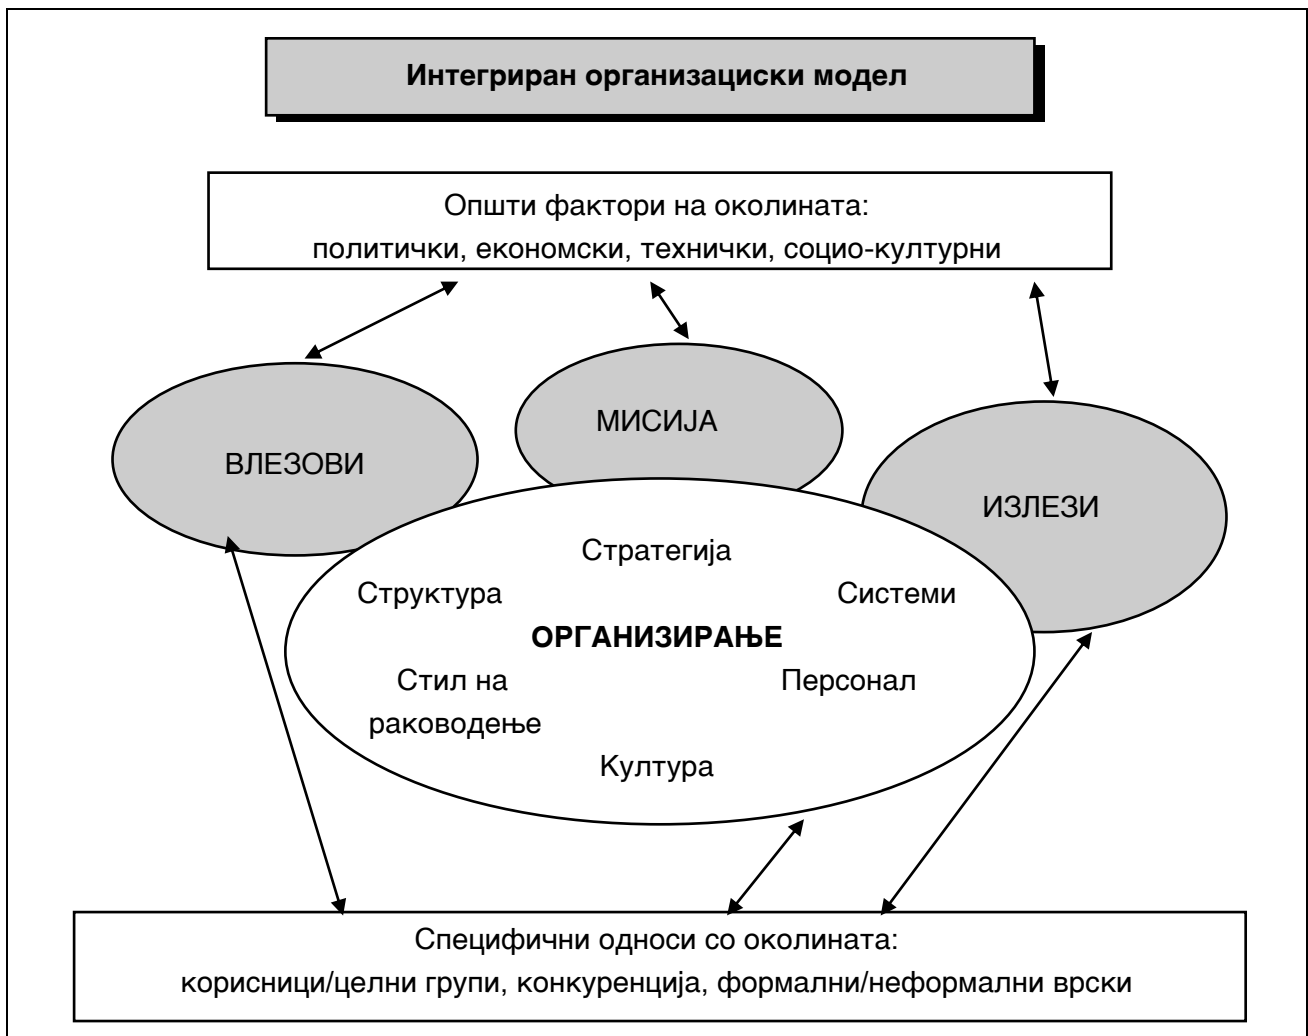 Интегриран организациски модел
Општи фактори на околината:
политички, економски, технички, социо-културни
ВЛЕЗОВИ
МИСИЈА
ИЗЛЕЗИ
Стратегија
Структура
Системи
ОРГАНИЗИРАЊЕ
Стил на
раководење
Персонал
Култура
Специфични односи со околината:
корисници/целни групи, конкуренција, формални/неформални врски